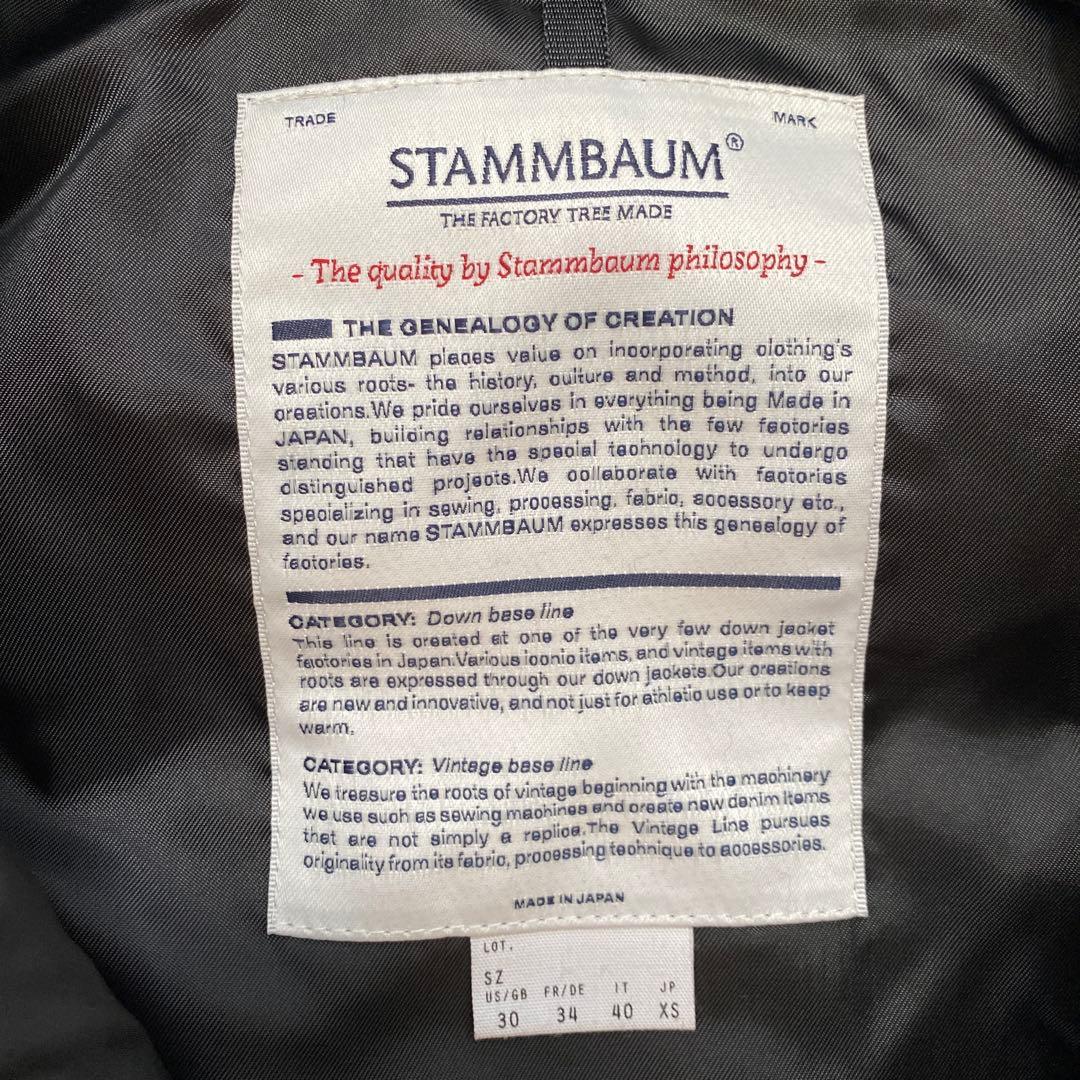 TRADE MARK
STAMMBAUM®
THE FACTORY TREE MADE
- The quality by Stammbaum philosophy -
THE GENEALOGY OF CREATION
STAMMBAUM places value on incorporating clothing's
various roots- the history, culture and method, into our
creations.We pride ourselves in everything being Made in
JAPAN, building relationships with the few factories
standing that have the special technology to undergo
distinguished projects.We collaborate with factories
specializing in sewing, processing, fabric, accessory etc.,
and our name STAMMBAUM expresses this genealogy of
factories.
CATEGORY: Down base line
This line is created at one of the very few down jacket
factories in Japan.Various iconic items, and vintage items with
roots are expressed through our down jackets.Our creations
are new and innovative, and not just for athletic use or to keep
warm.
CATEGORY: Vintage base line
We treasure the roots of vintage beginning with the machinery
we use such as sewing machines and create new denim items
that are not simply a replica.The Vintage Line pursues
originality from its fabric, processing technique to accessories.
MADE IN JAPAN
LOT.
SZ
US/GB FR/DE IT JP
30 34 40 XS